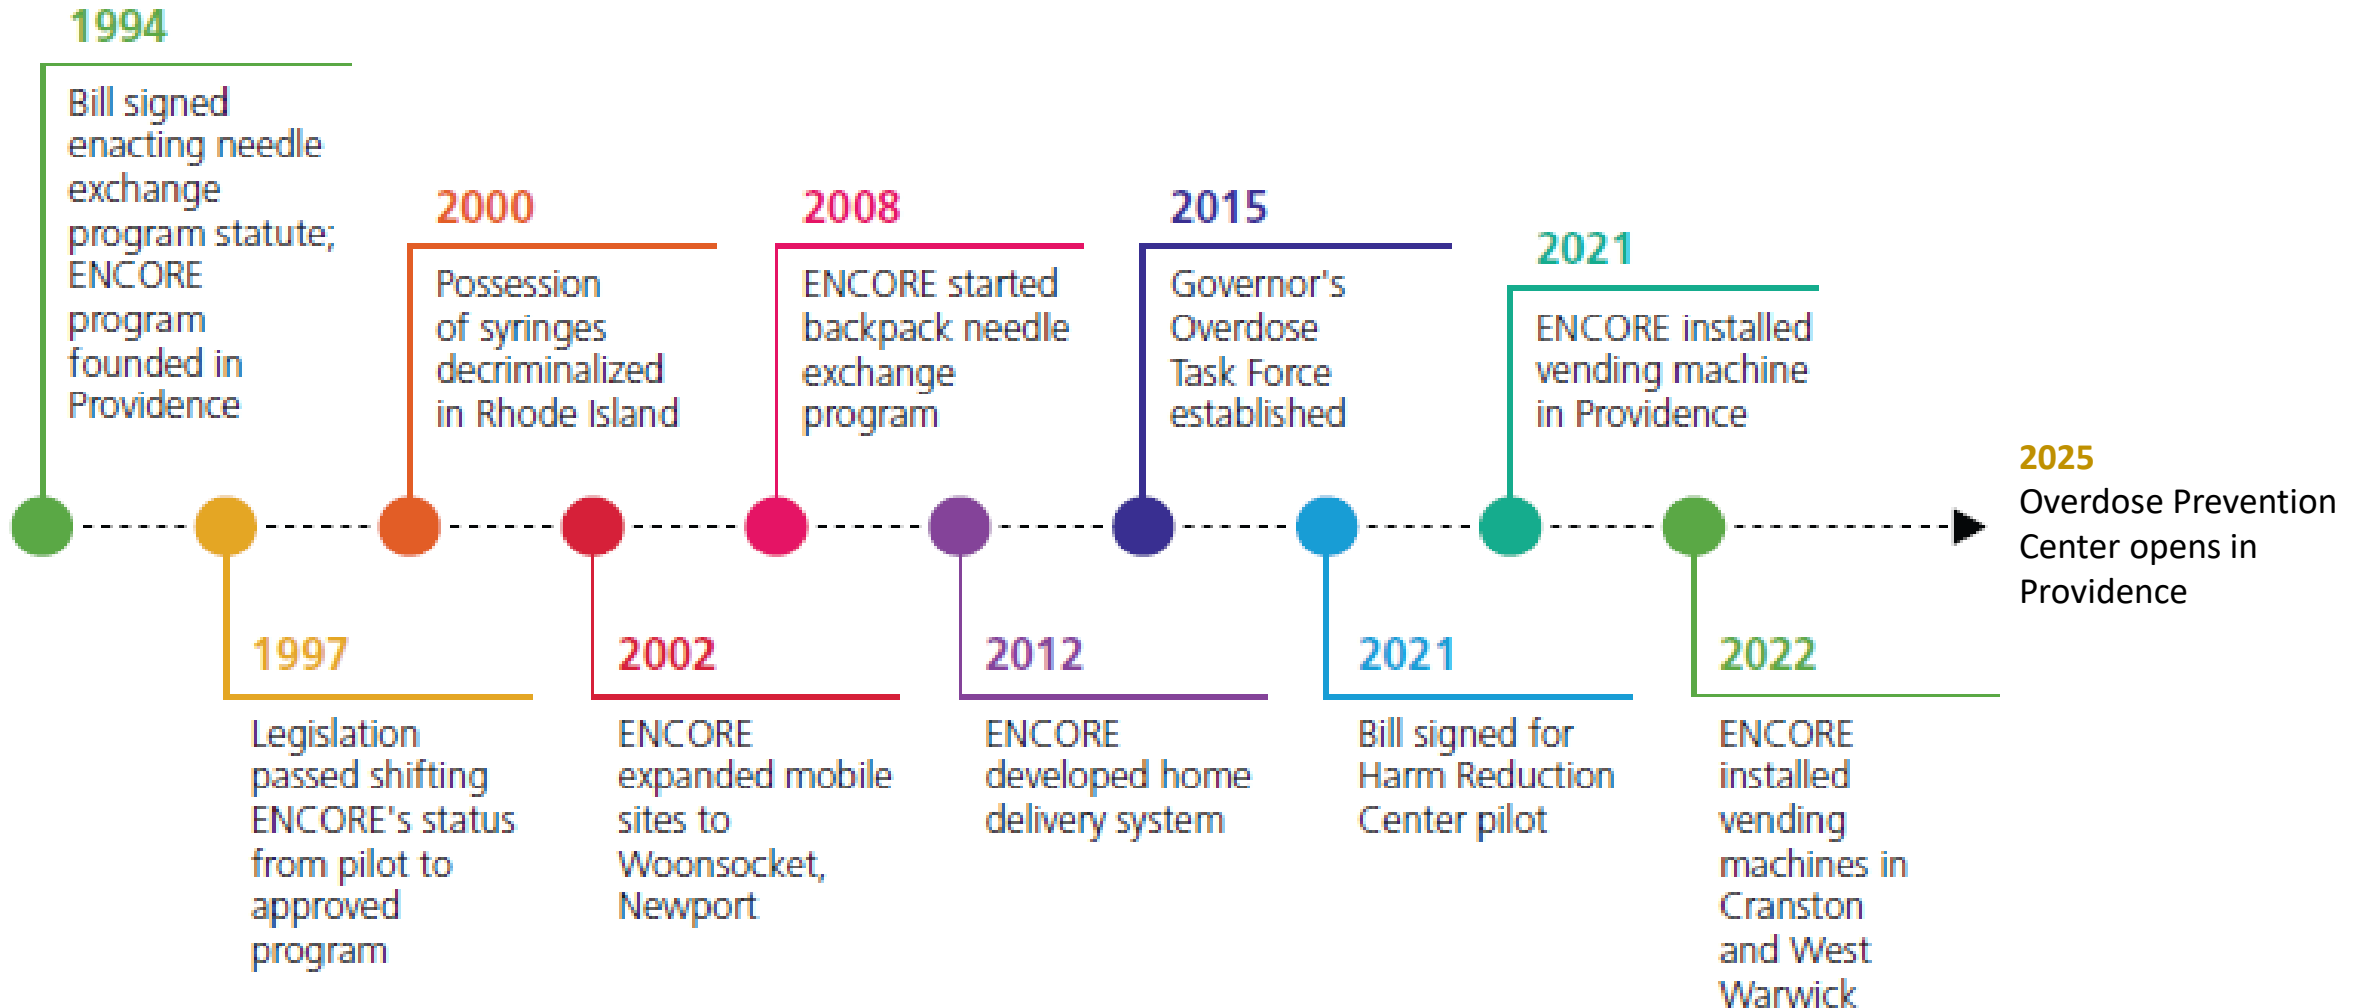 1994
Bill signed
enacting needle
exchange
program statute;
ENCORE
program
founded in
Providence
1997
Legislation
passed shifting
ENCORE's status
from pilot to
approved
program
2000
Possession
of syringes
decriminalized
in Rhode Island
2002
ENCORE
expanded mobile
sites to
Woonsocket,
Newport
2008
ENCORE started
backpack needle
exchange
program
2012
ENCORE
developed home
delivery system
2015
Governor's
Overdose
Task Force
established
2021
Bill signed for
Harm Reduction
Center pilot
2021
ENCORE installed
vending machine
in Providence
2022
ENCORE
installed
vending
machines in
Cranston
and West
Warwick
2025
Overdose Prevention
Center opens in
Providence